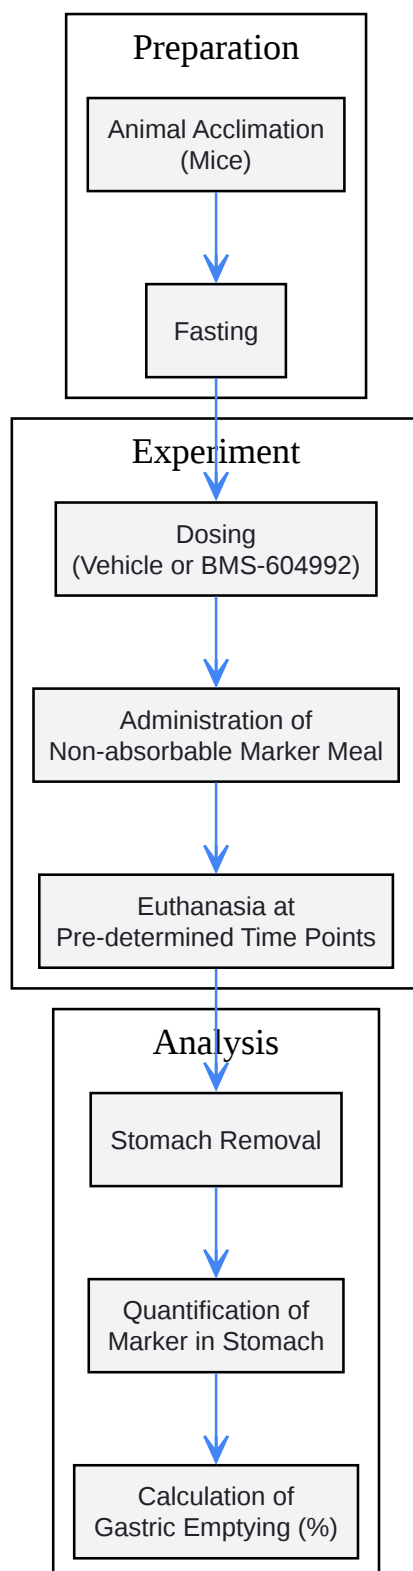 Preparation
Animal Acclimation
(Mice)
Fasting
Experiment
Dosing
(Vehicle or BMS-604992)
Administration of
Non-absorbable Marker Meal
Euthanasia at
Pre-determined Time Points
Analysis
Stomach Removal
Quantification of
Marker in Stomach
Calculation of
Gastric Emptying (%)